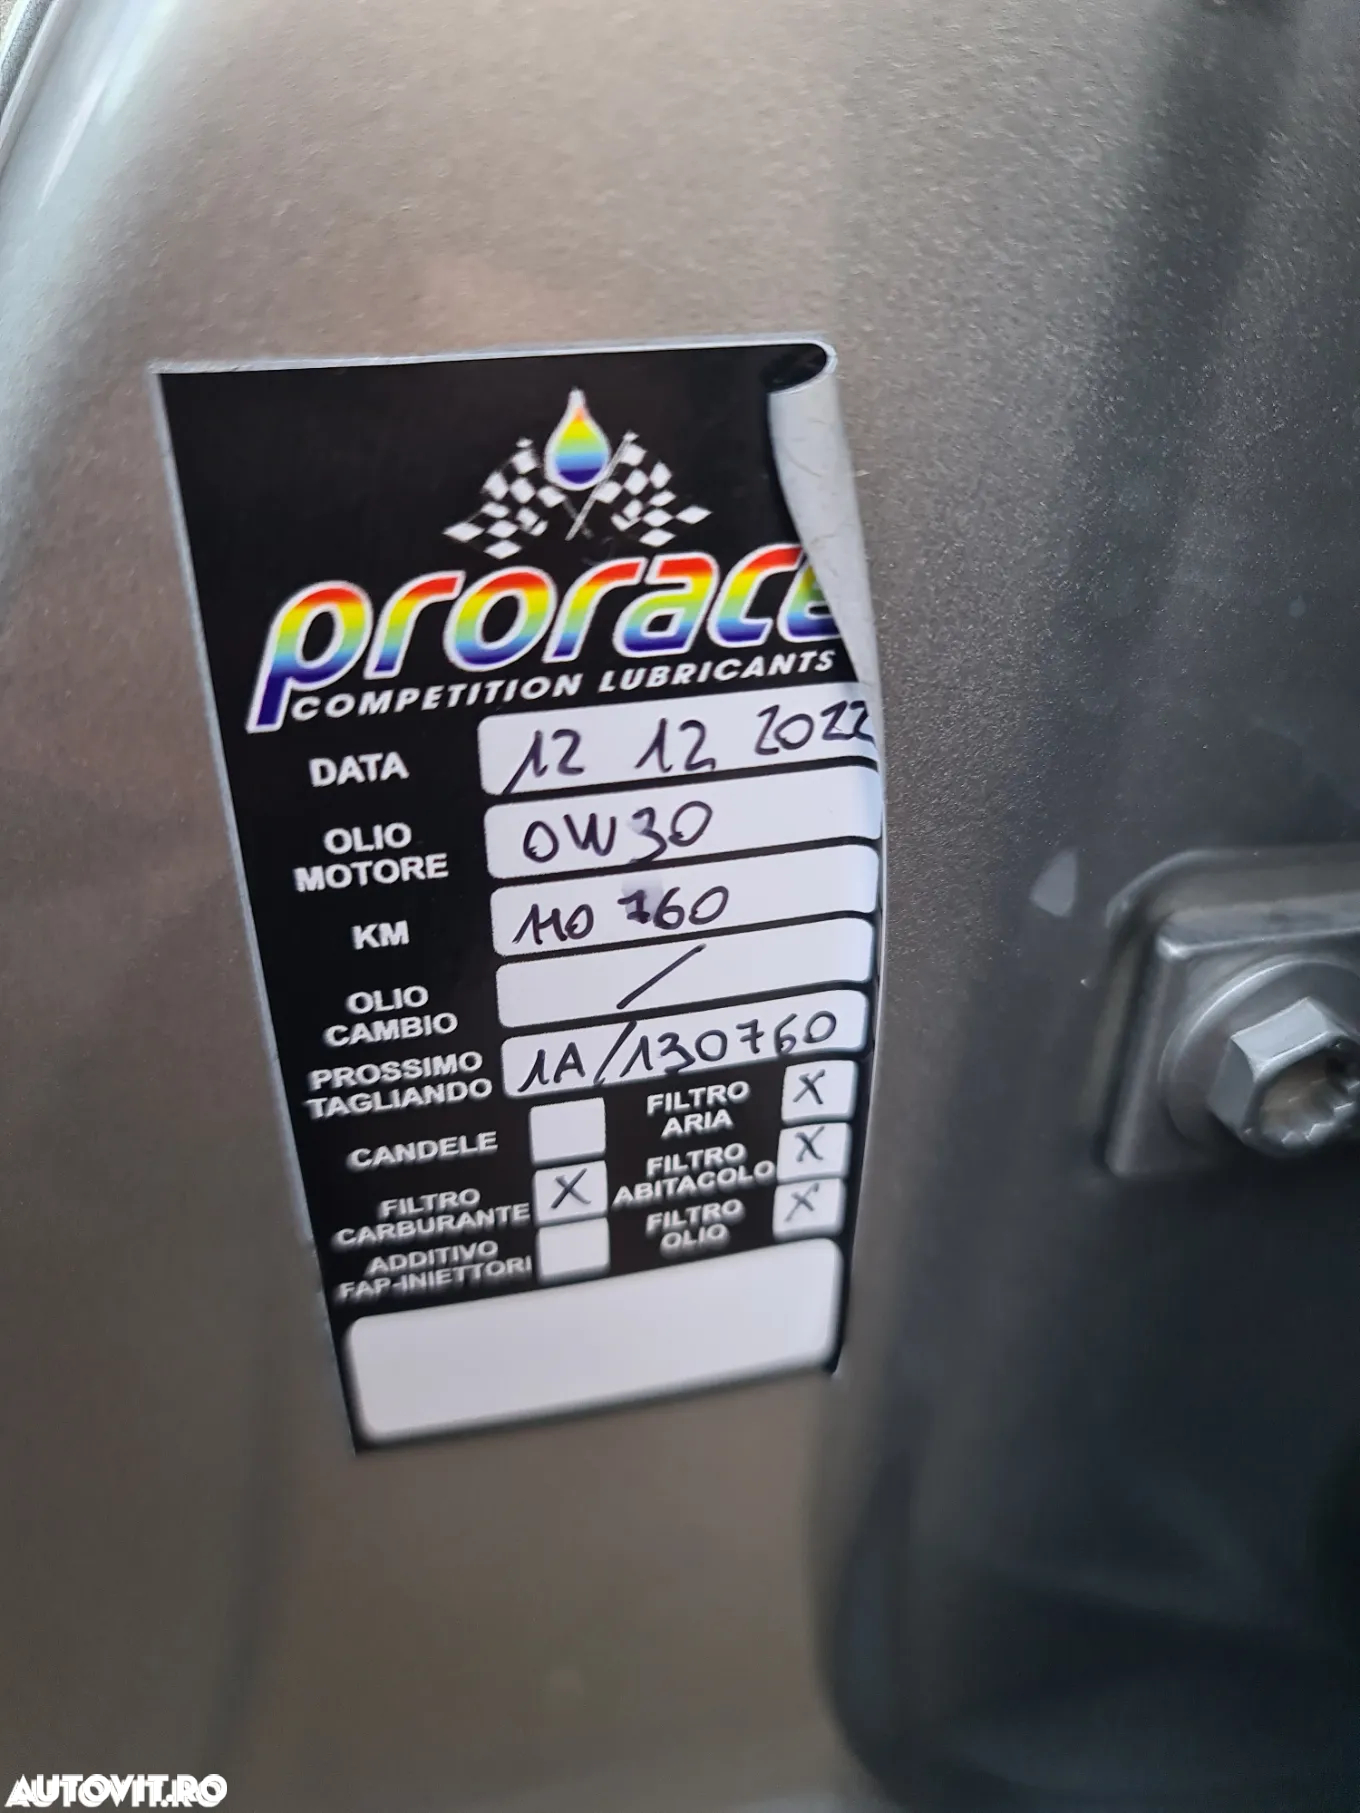 prorace
COMPETITION LUBRICANTS
DATA 12 12 2022
OLIO MOTORE 0W30
KM 110 760
OLIO CAMBIO /
PROSSIMO TAGLIANDO 1A/130760
CANDELE
FILTRO ARIA X
FILTRO CARBURANTE X
FILTRO ABITACOLO X
ADDITIVO FAP-INIETTORI
FILTRO OLIO X
AUTOVIT.RO